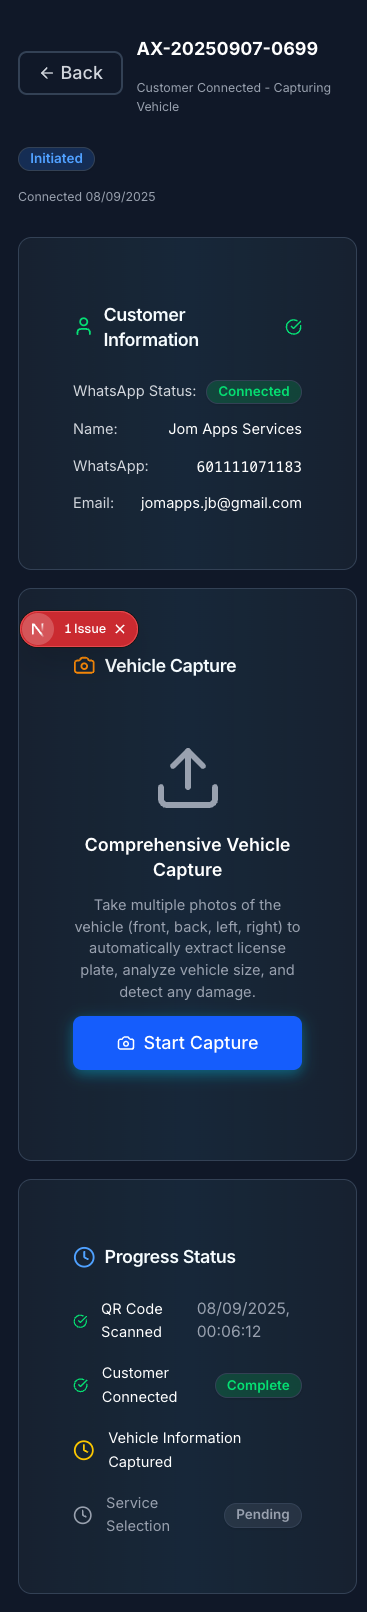 Back
AX-20250907-0699
Customer Connected - Capturing
Vehicle
Initiated
Connected 08/09/2025
Customer
Information
WhatsApp Status: Connected
Name: Jom Apps Services
WhatsApp: 601111071183
Email: jomapps.jb@gmail.com
N 1 Issue
Vehicle Capture
Comprehensive Vehicle
Capture
Take multiple photos of the
vehicle (front, back, left, right) to
automatically extract license
plate, analyze vehicle size, and
detect any damage.
Start Capture
Progress Status
QR Code
Scanned
08/09/2025,
00:06:12
Customer
Connected
Complete
Vehicle Information
Captured
Service
Selection
Pending